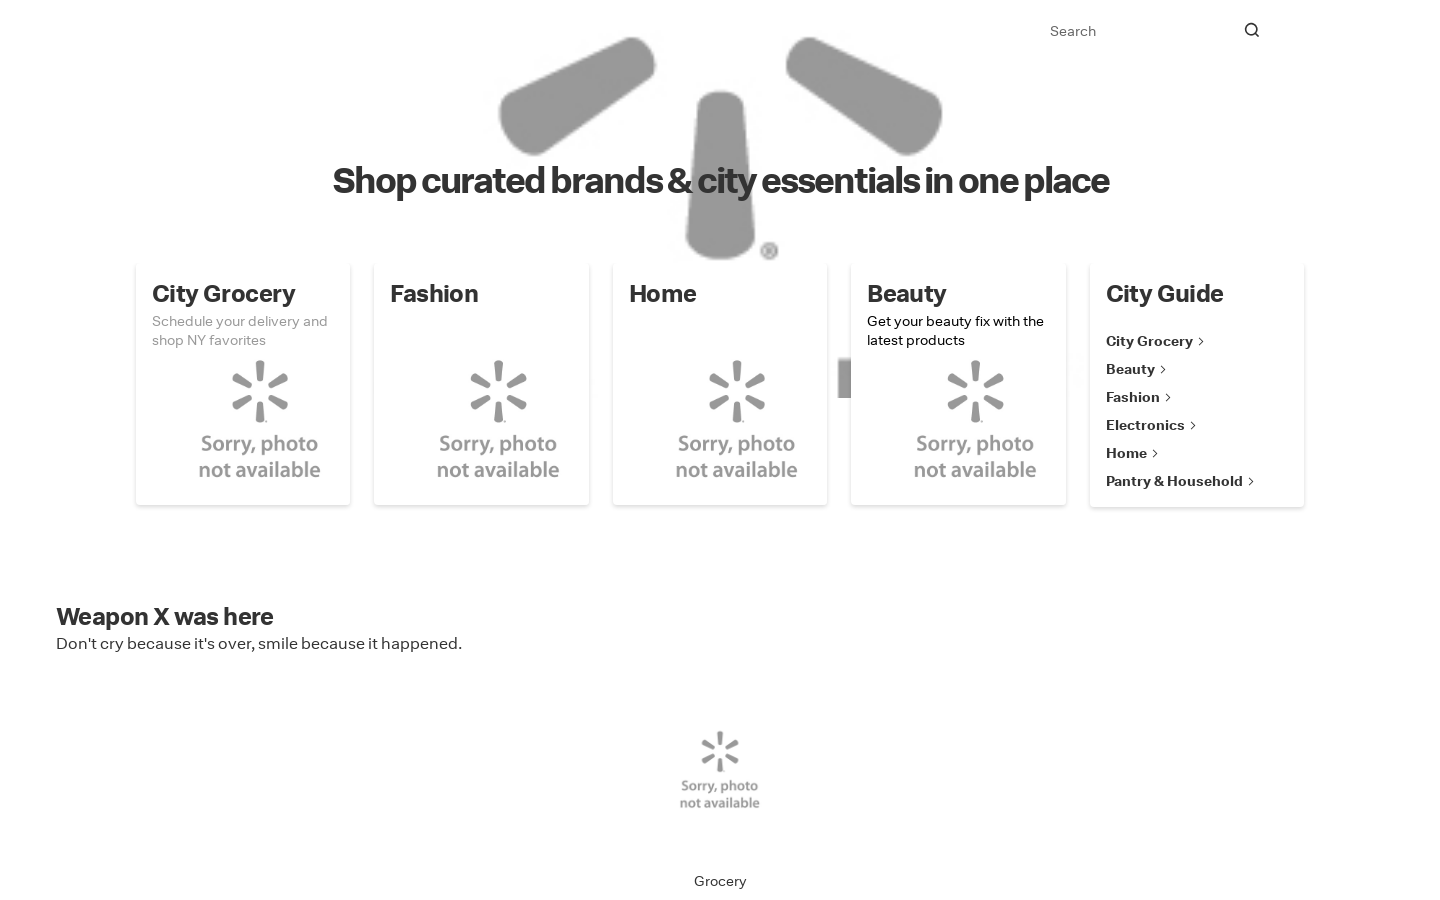 Search
Shop curated brands & city essentials in one place
®
City Grocery
Schedule your delivery and
shop NY favorites
Sorry, photo
not available
Fashion
Sorry, photo
not available
Home
Sorry, photo
not available
Beauty
Get your beauty fix with the
latest products
Sorry, photo
not available
City Guide
City Grocery
Beauty
Fashion
Electronics
Home
Pantry & Household
Weapon X was here
Don't cry because it's over, smile because it happened.
Sorry, photo
not available
Grocery